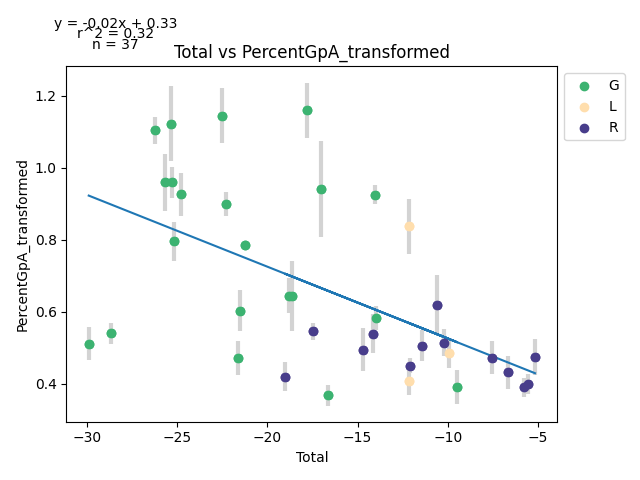 y = -0.02x + 0.33
r^2 = 0.32
n = 37
Total vs PercentGpA_transformed
G
L
R
PercentGpA_transformed
1.2
1.0
0.8
0.6
0.4
−30
−25
−20
−15
−10
−5
Total